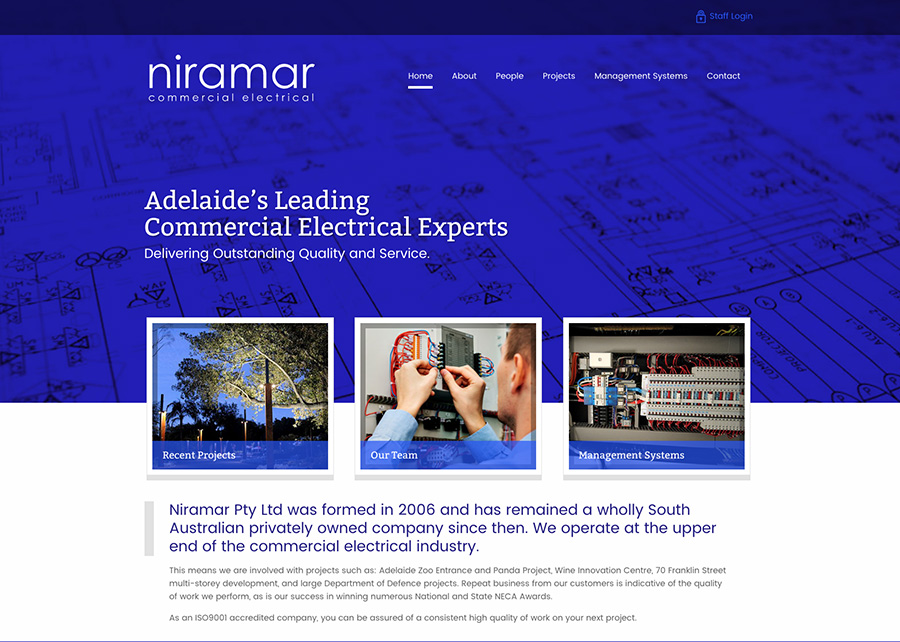 Staff Login
niramar
commercial electrical
Home About People Projects Management Systems Contact
Adelaide’s Leading
Commercial Electrical Experts
Delivering Outstanding Quality and Service.
Recent Projects
Our Team
Management Systems
Niramar Pty Ltd was formed in 2006 and has remained a wholly South
Australian privately owned company since then. We operate at the upper
end of the commercial electrical industry.
This means we are involved with projects such as: Adelaide Zoo Entrance and Panda Project, Wine Innovation Centre, 70 Franklin Street
multi-storey development, and large Department of Defence projects. Repeat business from our customers is indicative of the quality
of work we perform, as is our success in winning numerous National and State NECA Awards.
As an ISO9001 accredited company, you can be assured of a consistent high quality of work on your next project.